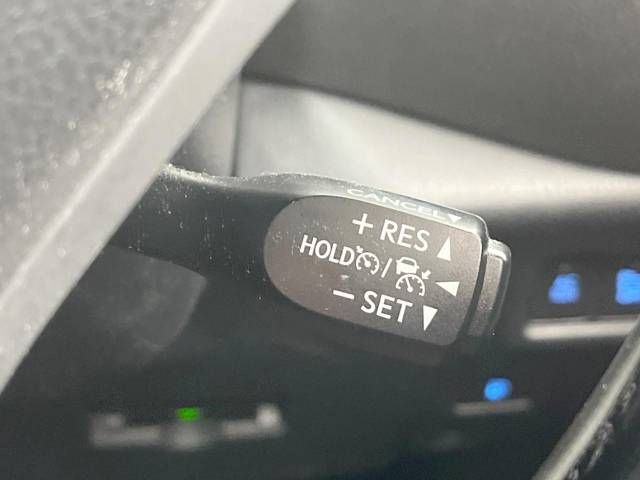 CANCEL
+ RES
HOLD /
− SET